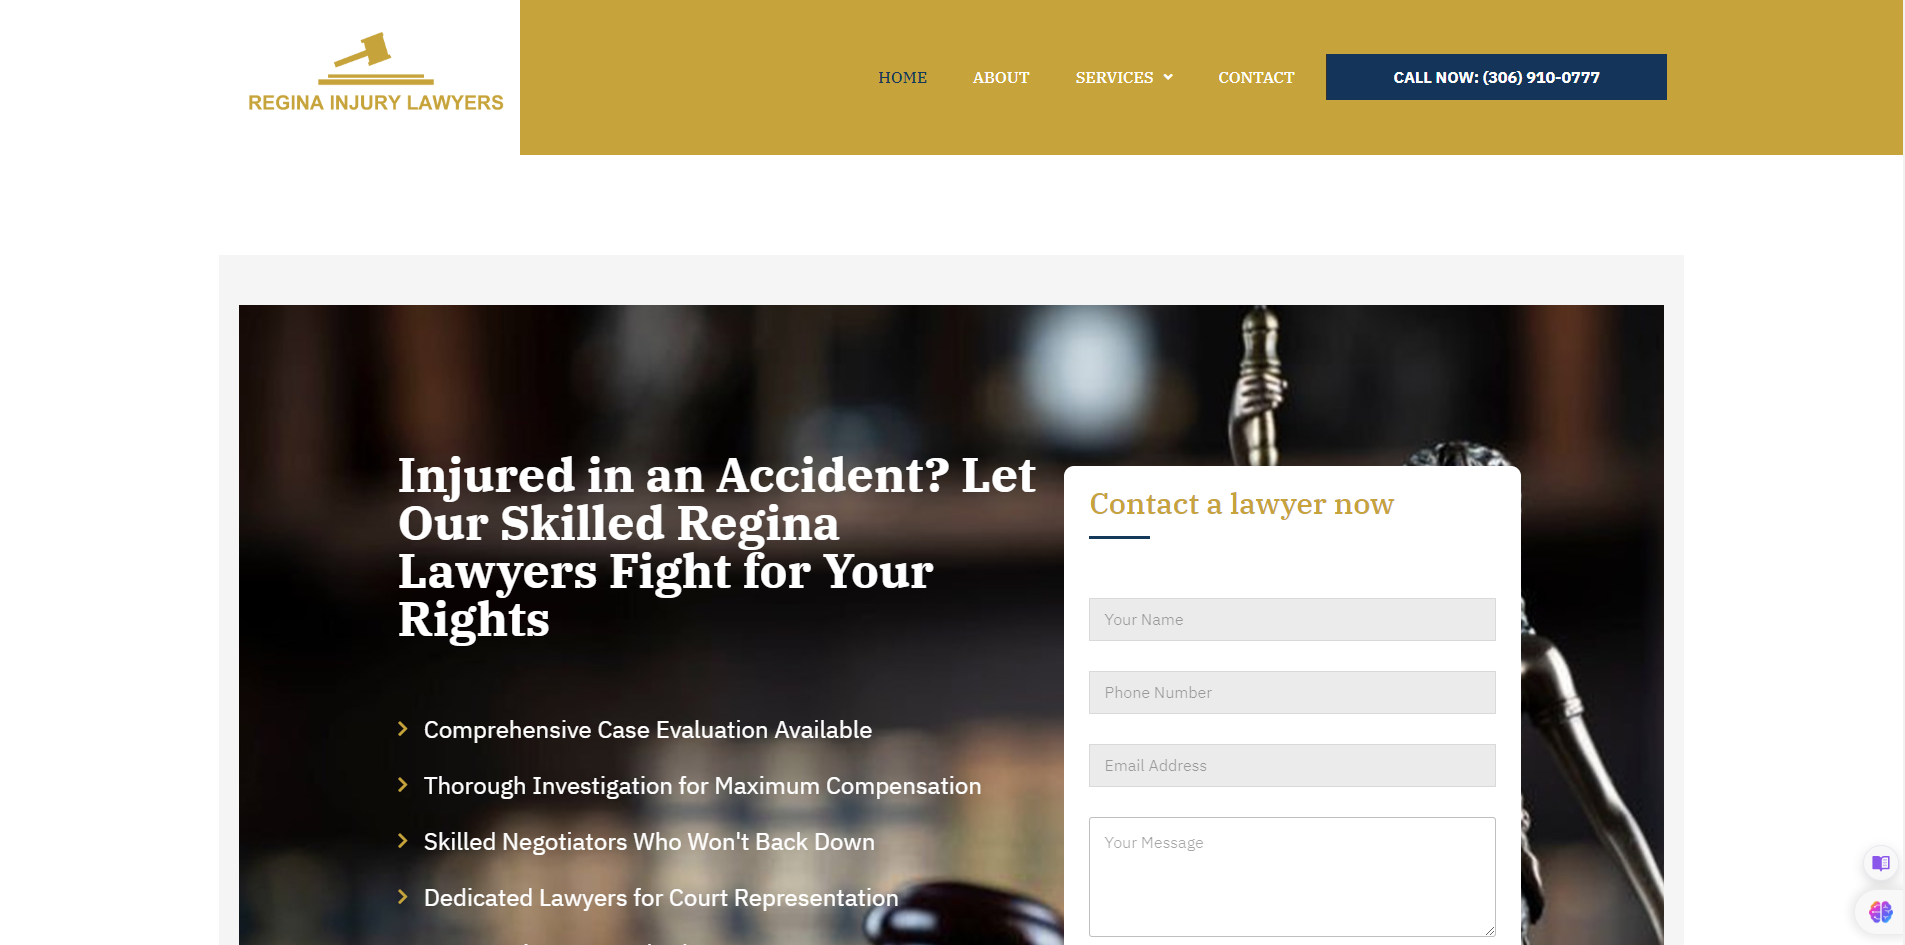 REGINA INJURY LAWYERS
HOME
ABOUT
SERVICES
CONTACT
CALL NOW: (306) 910-0777
Injured in an Accident? Let
Our Skilled Regina
Lawyers Fight for Your
Rights
Comprehensive Case Evaluation Available
Thorough Investigation for Maximum Compensation
Skilled Negotiators Who Won't Back Down
Dedicated Lawyers for Court Representation
Contact a lawyer now
Your Name
Phone Number
Email Address
Your Message